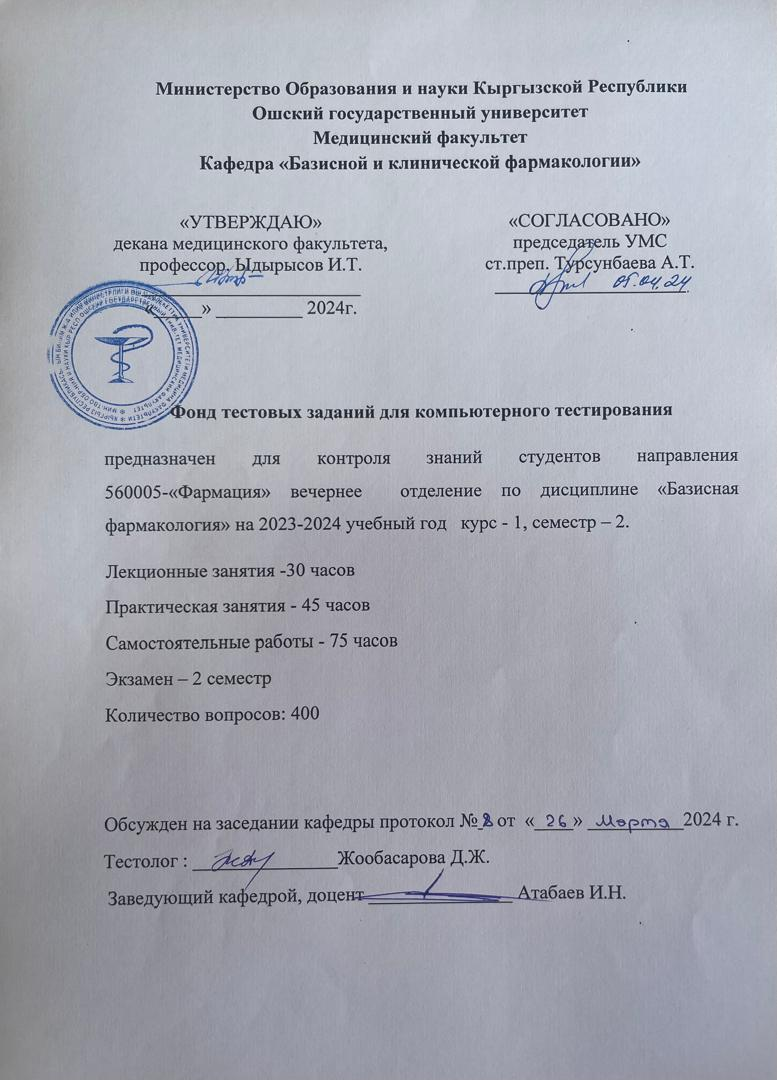 Министерство Образования и науки Кыргызской Республики
Ошский государственный университет
Медицинский факультет
Кафедра «Базисной и клинической фармакологии»
«УТВЕРЖДАЮ»
декана медицинского факультета,
профессор, Ыдырысов И.Т.
«_____» __________ 2024г.
«СОГЛАСОВАНО»
председатель УМС
ст.преп. Турсунбаева А.Т.
05.04.24
Фонд тестовых заданий для компьютерного тестирования
предназначен для контроля знаний студентов направления
560005-«Фармация» вечернее отделение по дисциплине «Базисная
фармакология» на 2023-2024 учебный год курс - 1, семестр – 2.
Лекционные занятия -30 часов
Практическая занятия - 45 часов
Самостоятельные работы - 75 часов
Экзамен – 2 семестр
Количество вопросов: 400
Обсужден на заседании кафедры протокол № 8 от «26» Марта 2024 г.
Тестолог : Жообасарова Д.Ж.
Заведующий кафедрой, доцент Атабаев И.Н.